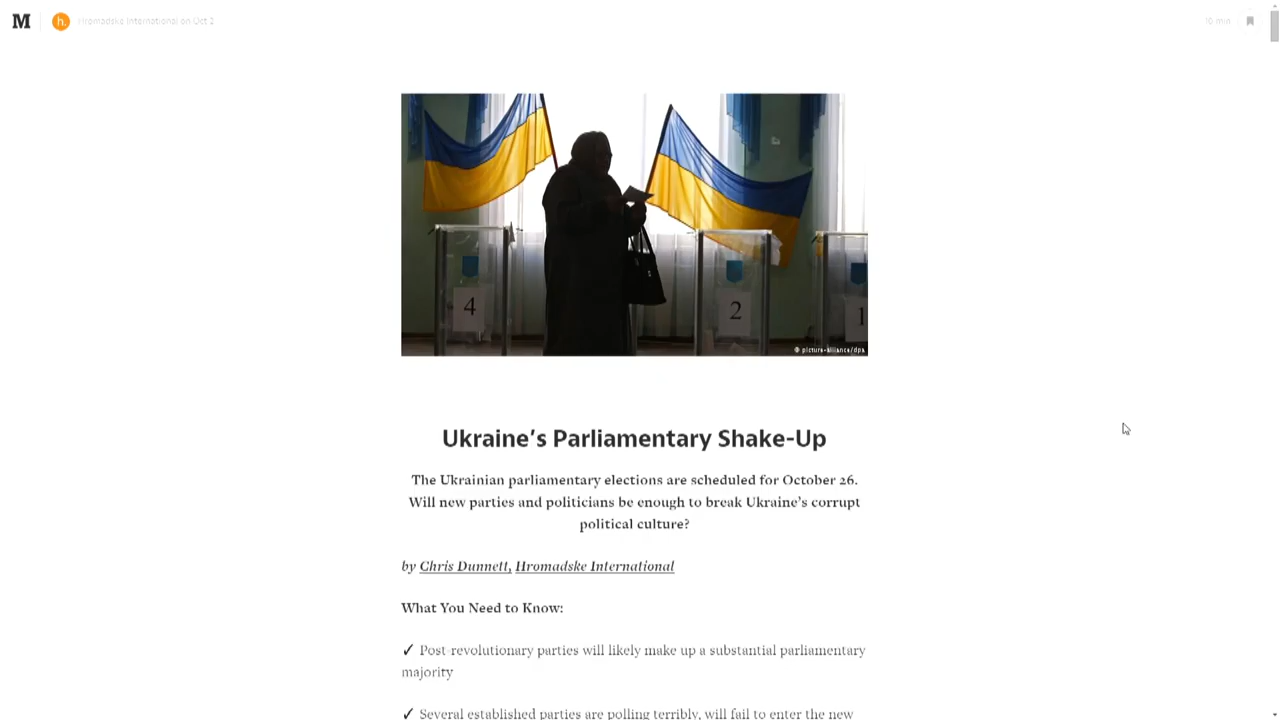 M
h.
Hromadske International on Oct 2
10 min
4
2
1
© picture-alliance/dpa
Ukraine's Parliamentary Shake-Up
The Ukrainian parliamentary elections are scheduled for October 26.
Will new parties and politicians be enough to break Ukraine's corrupt
political culture?
by Chris Dunnett, Hromadske International
What You Need to Know:
✓ Post-revolutionary parties will likely make up a substantial parliamentary
majority
✓ Several established parties are polling terribly, will fail to enter the new